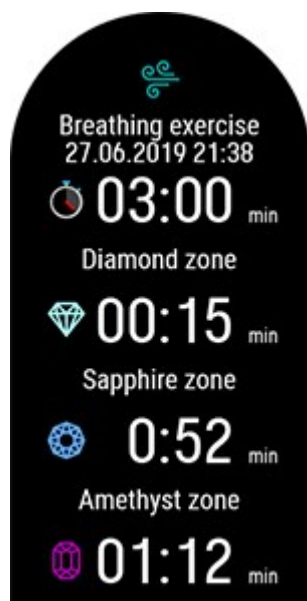 Breathing exercise
27.06.2019 21:38
03:00 min
Diamond zone
00:15 min
Sapphire zone
0:52 min
Amethyst zone
01:12 min